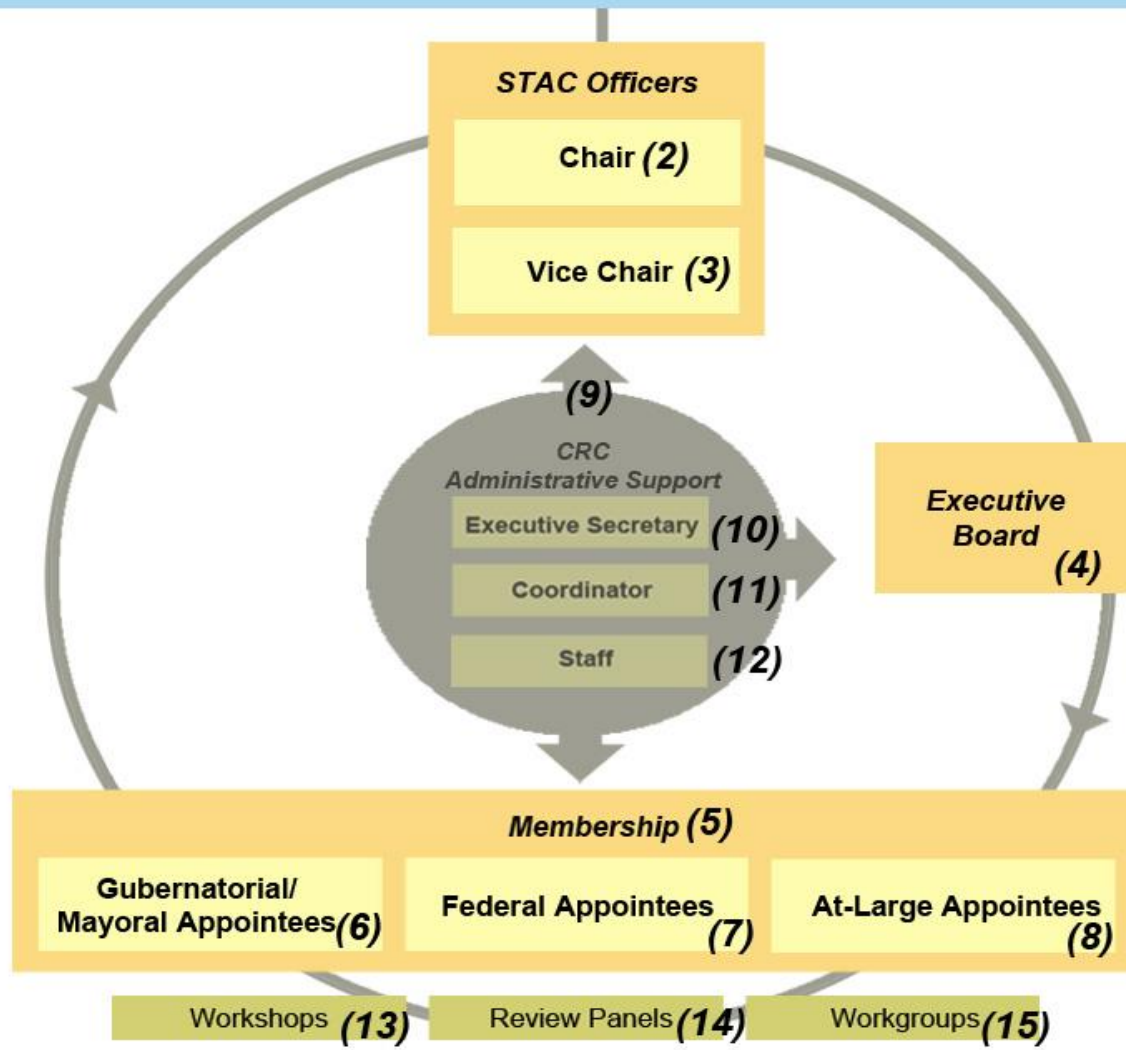 STAC Officers
Chair (2)
Vice Chair (3)
(9)
CRC
Administrative Support
Executive Secretary (10)
Coordinator (11)
Staff (12)
Executive
Board
(4)
Membership (5)
Gubernatorial/
Mayoral Appointees (6)
Federal Appointees
(7)
At-Large Appointees
(8)
Workshops (13)
Review Panels (14)
Workgroups (15)